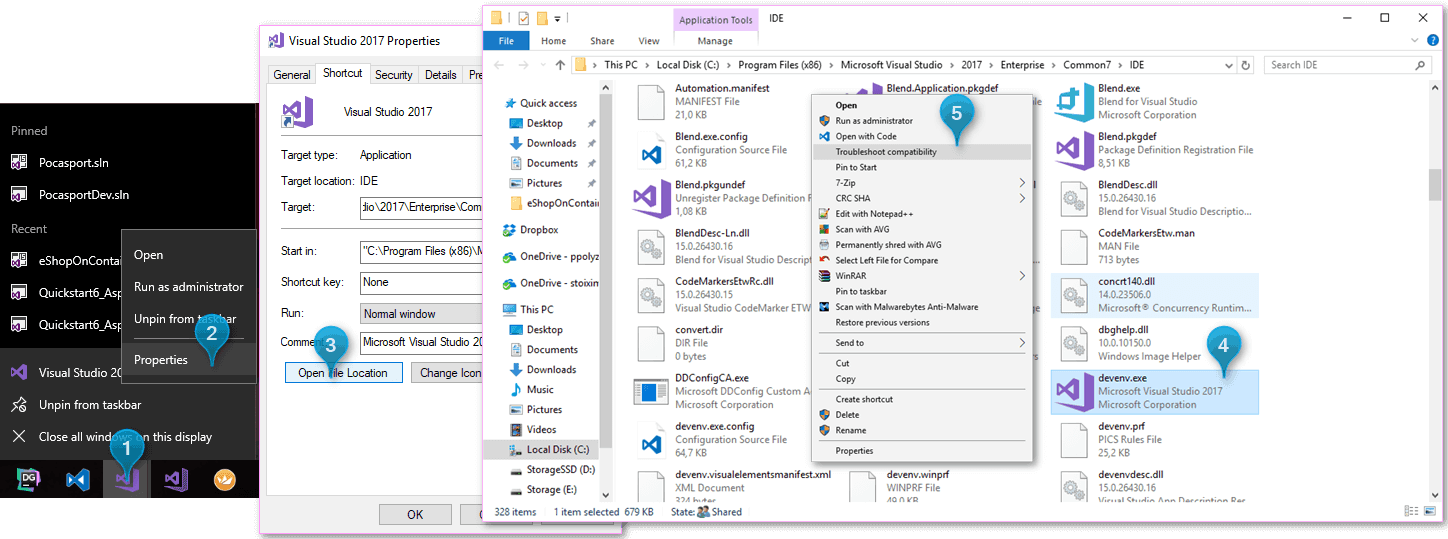 Pinned
Pocasport.sln
PocasportDev.sln
Recent
eShopOnContai
Quickstart6_Asp
Quickstart6_Asp
Open
Run as administrator
Unpin from taskbar
Properties
2
Visual Studio 20
Unpin from taskbar
Close all windows on this display
1
DG
Visual Studio 2017 Properties
General
Shortcut
Security
Details
Pre
Visual Studio 2017
Target type:
Application
Target location:
IDE
Target:
dio\2017\Enterprise\Com
Start in:
"C:\Program Files (x86)\M
Shortcut key:
None
Run:
Normal window
Comme
Microsoft Visual Studio 20
3
Open File Location
Change Icon
OK
Application Tools
IDE
File
Home
Share
View
Manage
This PC
Local Disk (C:)
Program Files (x86)
Microsoft Visual Studio
2017
Enterprise
Common7
IDE
Search IDE
Quick access
Desktop
Downloads
Documents
Pictures
eShopOnContain
Dropbox
OneDrive - ppolyz
OneDrive - stoixim
This PC
Desktop
Documents
Downloads
Music
Pictures
Videos
Local Disk (C:)
StorageSSD (D:)
Storage (E:)
Automation.manifest
MANIFEST File
21,0 KB
Blend.exe.config
Configuration Source File
61,2 KB
Blend.pkgundef
Unregister Package Definition F
1,08 KB
BlendDesc-Ln.dll
15.0.26430.16
Blend for Visual Studio Descripti
CodeMarkersEtwRc.dll
15.0.26430.15
Visual Studio CodeMarker ETW
convert.dir
DIR File
0 bytes
DDConfigCA.exe
Microsoft DDConfig Custom A
Microsoft Corporation
devenv.exe.config
Configuration Source File
64,7 KB
devenv.visualelementsmanifest.xml
XML Document
324 bytes
Blend.Application.pkgdef
Open
Run as administrator
Open with Code
Troubleshoot compatibility
5
Pin to Start
7-Zip
CRC SHA
Edit with Notepad++
Scan with AVG
Permanently shred with AVG
Select Left File for Compare
WinRAR
Pin to taskbar
Scan with Malwarebytes Anti-Malware
Restore previous versions
Send to
Cut
Copy
Create shortcut
Delete
Rename
Properties
devenv.winprf
WINPRF File
49,0 KB
Blend.exe
Blend for Visual Studio
Microsoft Corporation
Blend.pkgdef
Package Definition Registration File
8,51 KB
BlendDesc.dll
15.0.26430.16
Blend for Visual Studio Descriptio...
CodeMarkersEtw.man
MAN File
713 bytes
concrt140.dll
14.0.23506.0
Microsoft® Concurrency Runtim...
dbghelp.dll
10.0.10150.0
Windows Image Helper
4
devenv.exe
Microsoft Visual Studio 2017
Microsoft Corporation
devenv.prf
PICS Rules File
25,2 KB
devenvdesc.dll
15.0.26430.16
Visual Studio App Description Res
328 items
1 item selected
679 KB
State:
Shared